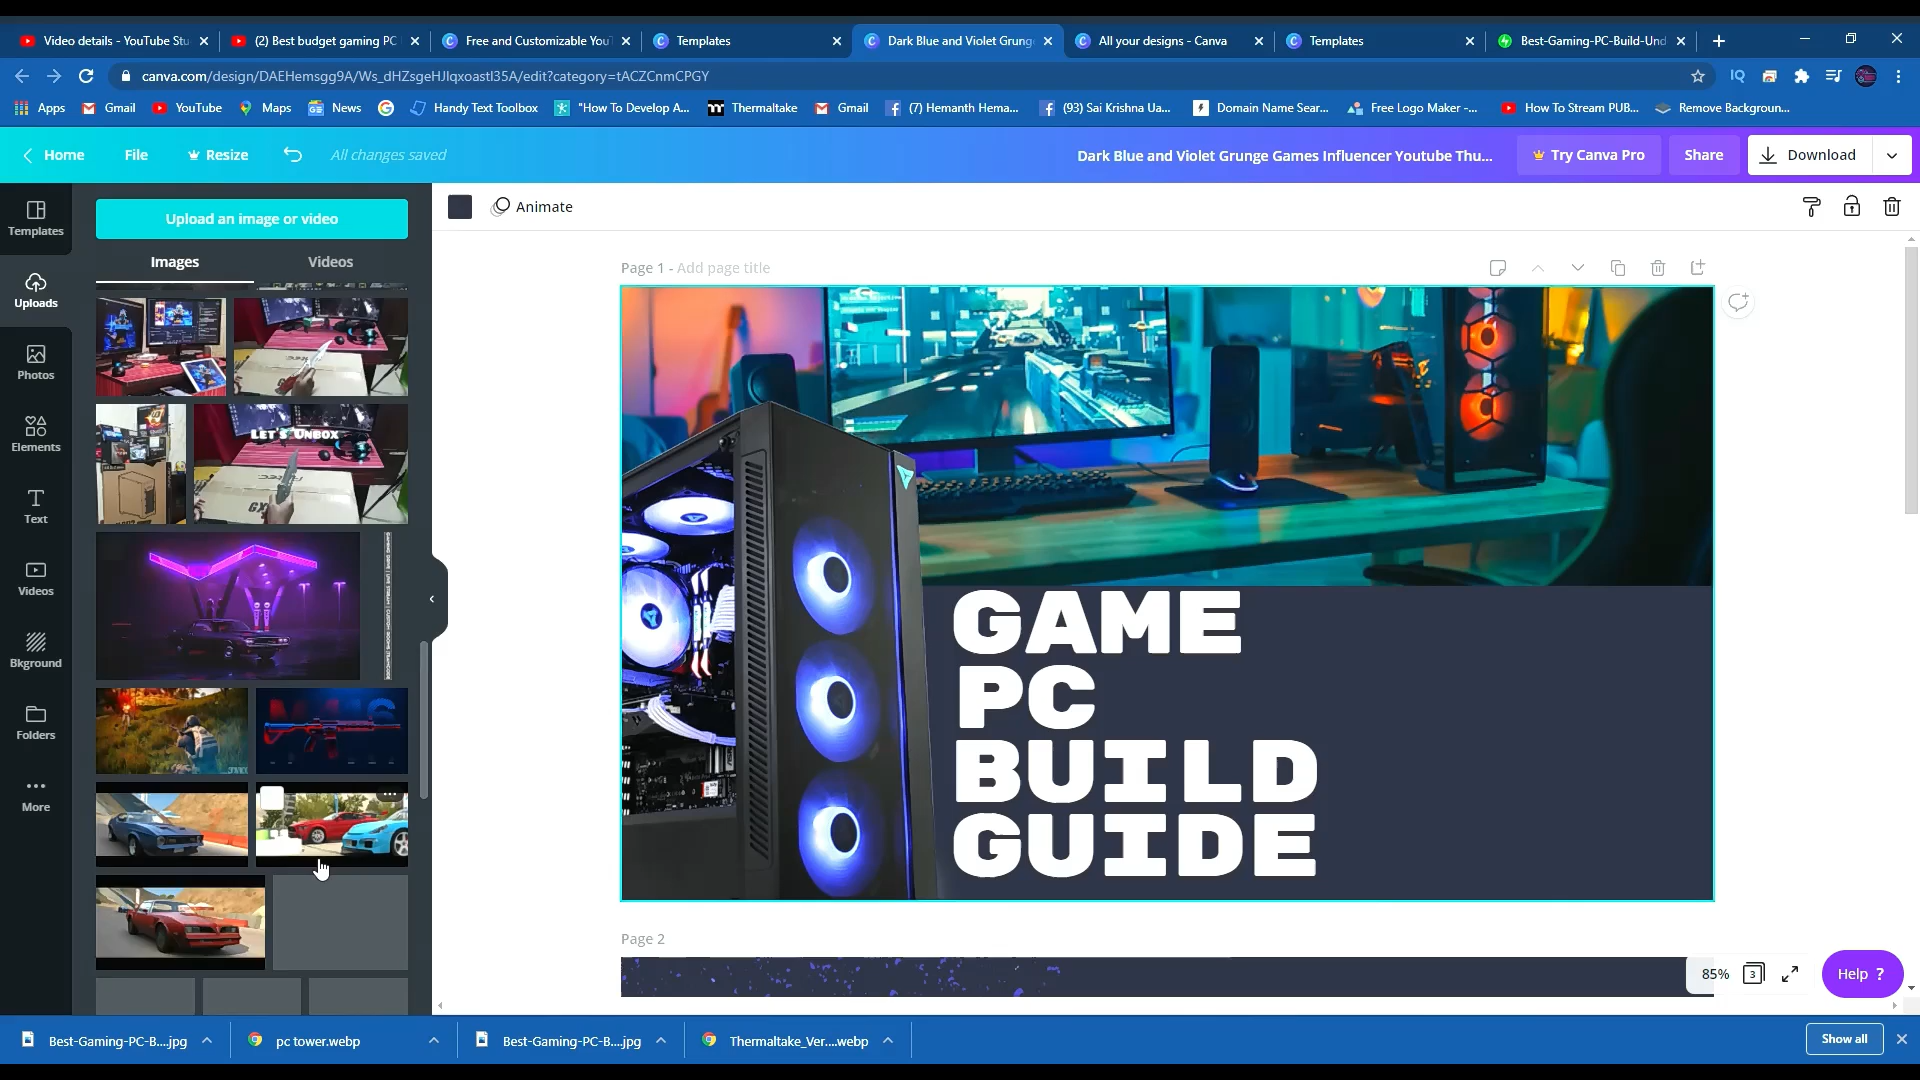 Video details - YouTube Stu
(2) Best budget gaming PC
Free and Customizable You
Templates
Dark Blue and Violet Grung
All your designs - Canva
Templates
Best-Gaming-PC-Build-Und
canva.com/design/DAEHemsgg9A/Ws_dHZsgeHJlqxoastl35A/edit?category=tACZCnmCPGY
IQ
Apps
Gmail
YouTube
Maps
News
Handy Text Toolbox
"How To Develop A...
Thermaltake
Gmail
(7) Hemanth Hema...
(93) Sai Krishna Ua...
Domain Name Sear...
Free Logo Maker -...
How To Stream PUB...
Remove Backgroun...
Home
File
Resize
All changes saved
Dark Blue and Violet Grunge Games Influencer Youtube Thu...
Try Canva Pro
Share
Download
Templates
Uploads
Photos
Elements
Text
Videos
Bkground
Folders
More
Upload an image or video
Images
Videos
LET'S UNBOX
Animate
Page 1 - Add page title
GAME
PC
BUILD
GUIDE
Page 2
85%
3
Help ?
Best-Gaming-PC-B....jpg
pc tower.webp
Best-Gaming-PC-B....jpg
Thermaltake_Ver....webp
Show all